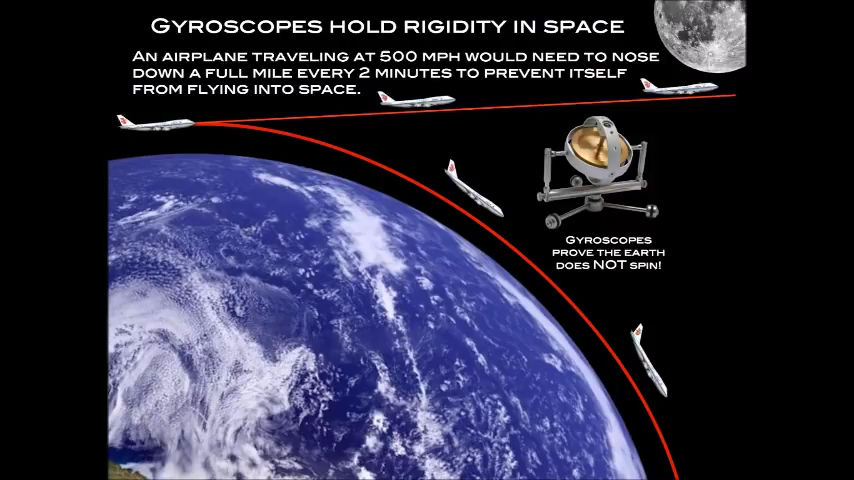 Gyroscopes hold rigidity in space
An airplane traveling at 500 mph would need to nose
down a full mile every 2 minutes to prevent itself
from flying into space.
Gyroscopes
prove the earth
does NOT spin!